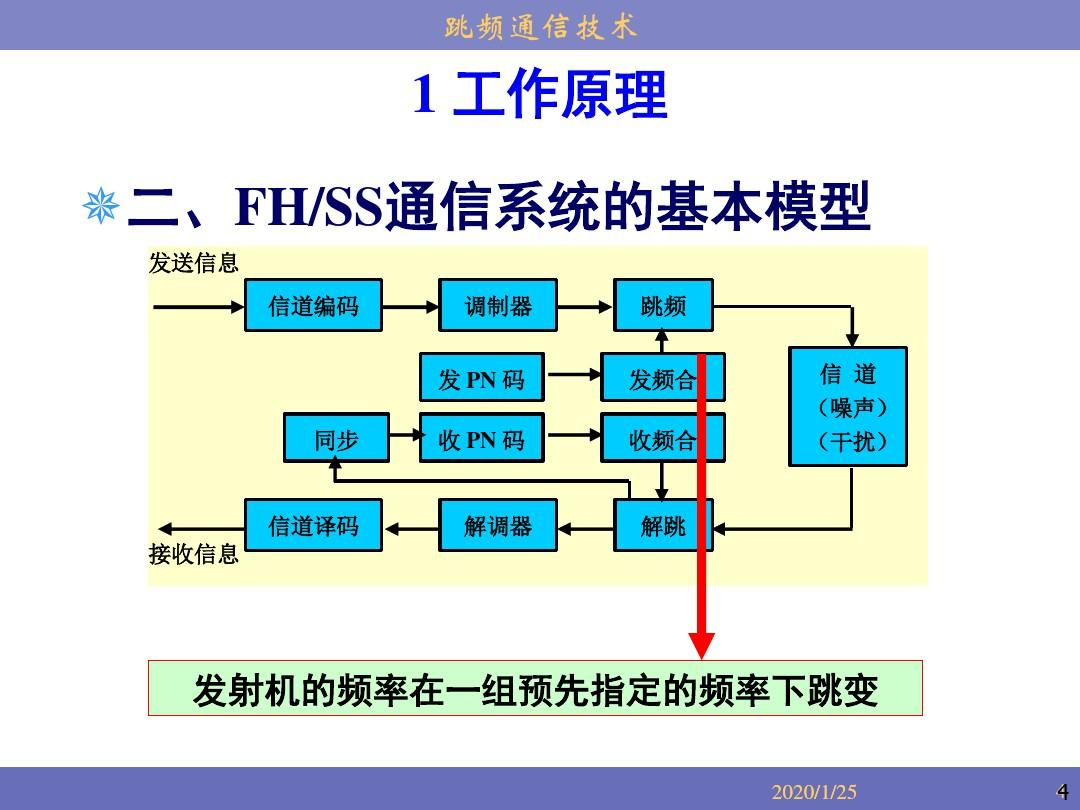 跳频通信技术
1 工作原理
二、FH/SS通信系统的基本模型
发送信息
信道编码
调制器
跳频
发 PN 码
发频合
信 道
（噪声）
（干扰）
同步
收 PN 码
收频合
信道译码
解调器
解跳
接收信息
发射机的频率在一组预先指定的频率下跳变
2020/1/25
4